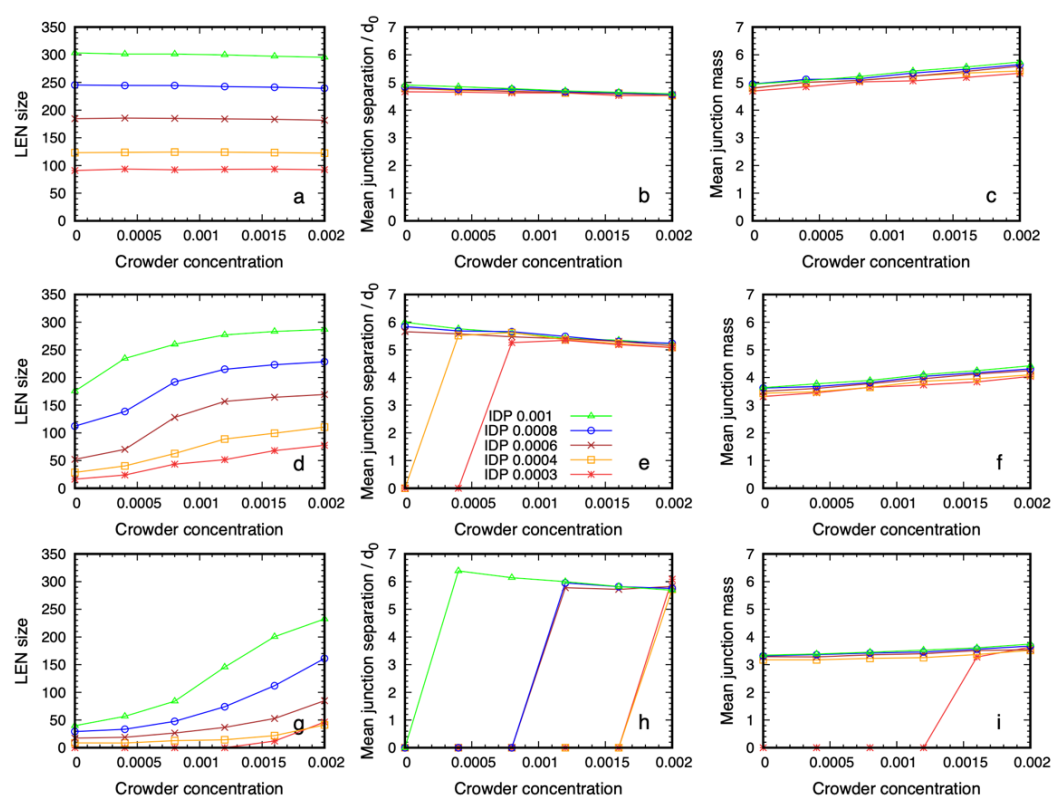 350
300
250
200
150
100
50
0
LEN size
0 0.0005 0.001 0.0015 0.002
Crowder concentration
a
7
6
5
4
3
2
1
0
Mean junction separation / d0
0 0.0005 0.001 0.0015 0.002
Crowder concentration
b
7
6
5
4
3
2
1
0
Mean junction mass
0 0.0005 0.001 0.0015 0.002
Crowder concentration
c
350
300
250
200
150
100
50
0
LEN size
0 0.0005 0.001 0.0015 0.002
Crowder concentration
d
7
6
5
4
3
2
1
0
Mean junction separation / d0
IDP 0.001
IDP 0.0008
IDP 0.0006
IDP 0.0004
IDP 0.0003
0 0.0005 0.001 0.0015 0.002
Crowder concentration
e
7
6
5
4
3
2
1
0
Mean junction mass
0 0.0005 0.001 0.0015 0.002
Crowder concentration
f
350
300
250
200
150
100
50
0
LEN size
0 0.0005 0.001 0.0015 0.002
Crowder concentration
g
7
6
5
4
3
2
1
0
Mean junction separation / d0
0 0.0005 0.001 0.0015 0.002
Crowder concentration
h
7
6
5
4
3
2
1
0
Mean junction mass
0 0.0005 0.001 0.0015 0.002
Crowder concentration
i